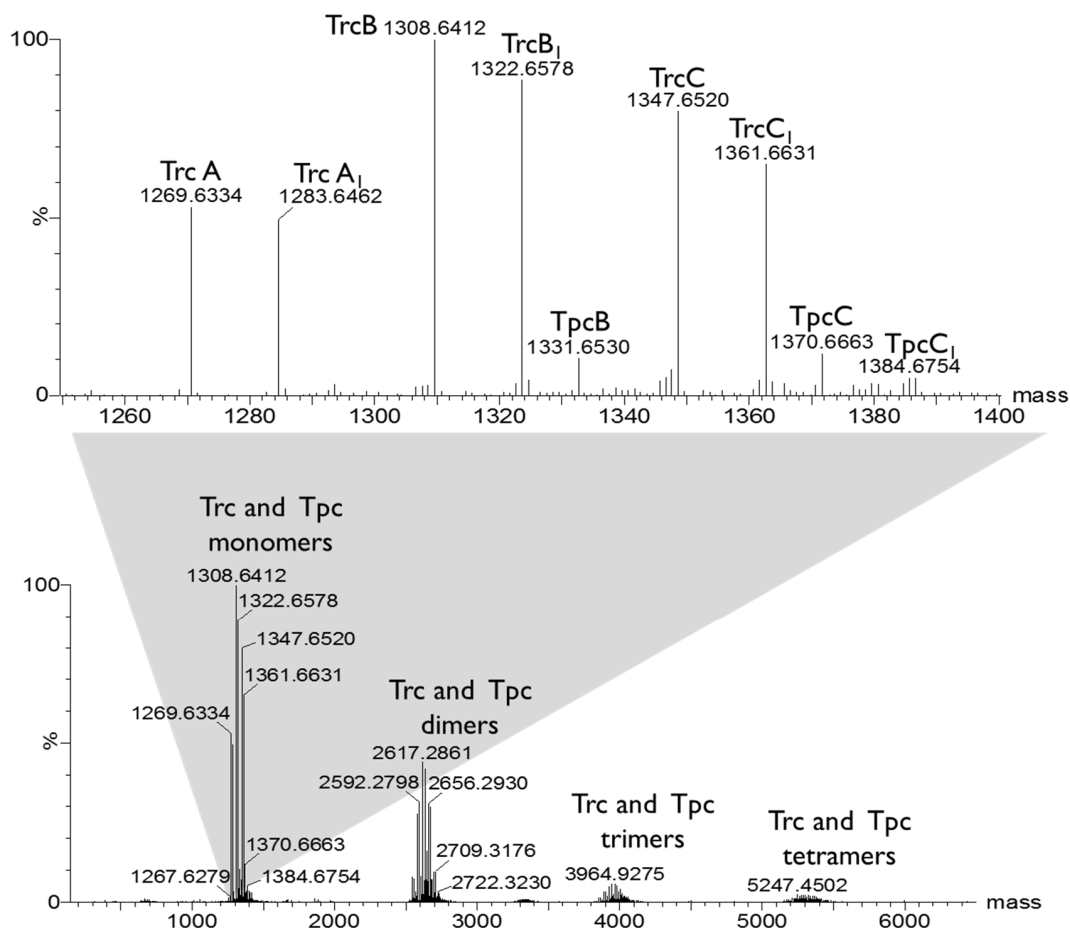 TrcB 1308.6412
100
TrcB₁
1322.6578
TrcC
1347.6520
TrcC₁
1361.6631
Trc A
1269.6334
Trc A₁
1283.6462
%
TpcB
1331.6530
TpcC
1370.6663
TpcC₁
1384.6754
0
mass
1260 1280 1300 1320 1340 1360 1380 1400
Trc and Tpc
monomers
100
1308.6412
1322.6578
1347.6520
1361.6631
1269.6334
%
Trc and Tpc
dimers
2617.2861
2592.2798
2656.2930
2709.3176
2722.3230
1370.6663
1267.6279
1384.6754
Trc and Tpc
trimers
3964.9275
Trc and Tpc
tetramers
5247.4502
0
mass
1000 2000 3000 4000 5000 6000